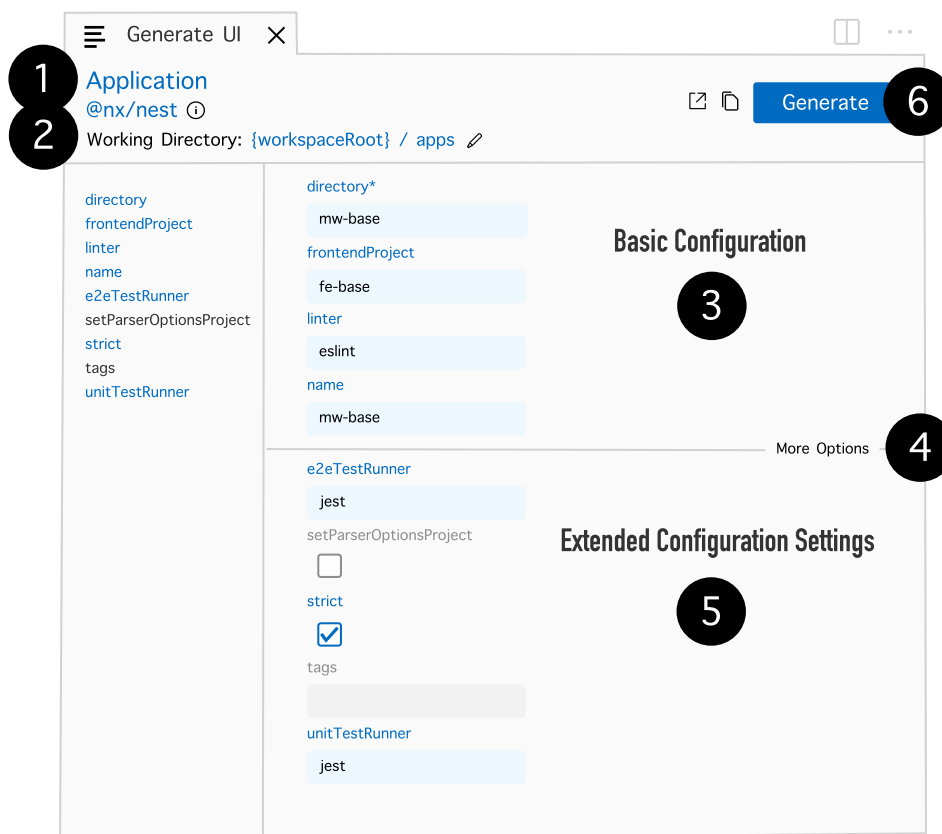 Generate UI
1
Application
@nx/nest
Generate
6
2
Working Directory: {workspaceRoot} / apps
directory
frontendProject
linter
name
e2eTestRunner
setParserOptionsProject
strict
tags
unitTestRunner
directory*
mw-base
frontendProject
fe-base
linter
eslint
name
mw-base
Basic Configuration
3
More Options
4
e2eTestRunner
jest
setParserOptionsProject
strict
tags
unitTestRunner
jest
Extended Configuration Settings
5